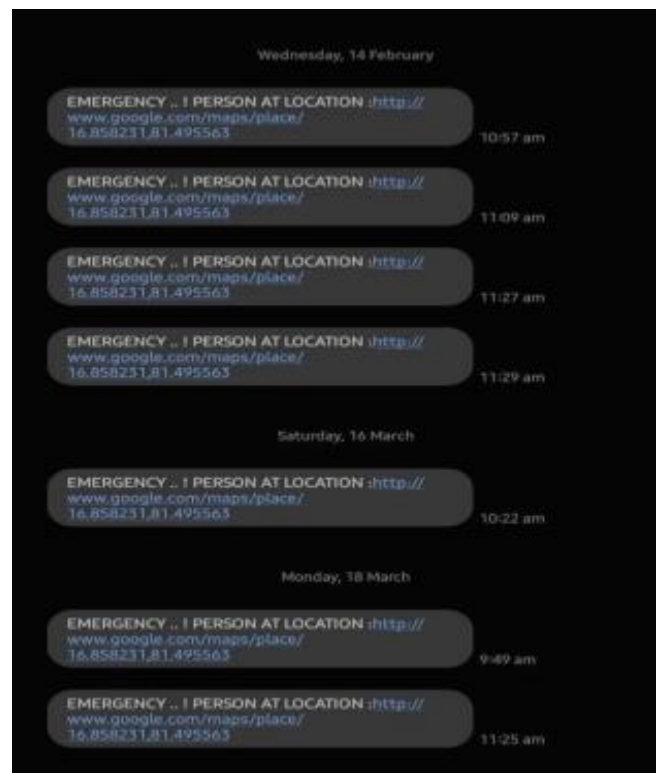 Wednesday, 14 February
EMERGENCY .. ! PERSON AT LOCATION :http://
www.google.com/maps/place/
16.858231,81.495563
10:57 am
EMERGENCY .. ! PERSON AT LOCATION :http://
www.google.com/maps/place/
16.858231,81.495563
11:09 am
EMERGENCY .. ! PERSON AT LOCATION :http://
www.google.com/maps/place/
16.858231,81.495563
11:27 am
EMERGENCY .. ! PERSON AT LOCATION :http://
www.google.com/maps/place/
16.858231,81.495563
11:29 am
Saturday, 16 March
EMERGENCY .. ! PERSON AT LOCATION :http://
www.google.com/maps/place/
16.858231,81.495563
10:22 am
Monday, 18 March
EMERGENCY .. ! PERSON AT LOCATION :http://
www.google.com/maps/place/
16.858231,81.495563
9:49 am
EMERGENCY .. ! PERSON AT LOCATION :http://
www.google.com/maps/place/
16.858231,81.495563
11:25 am